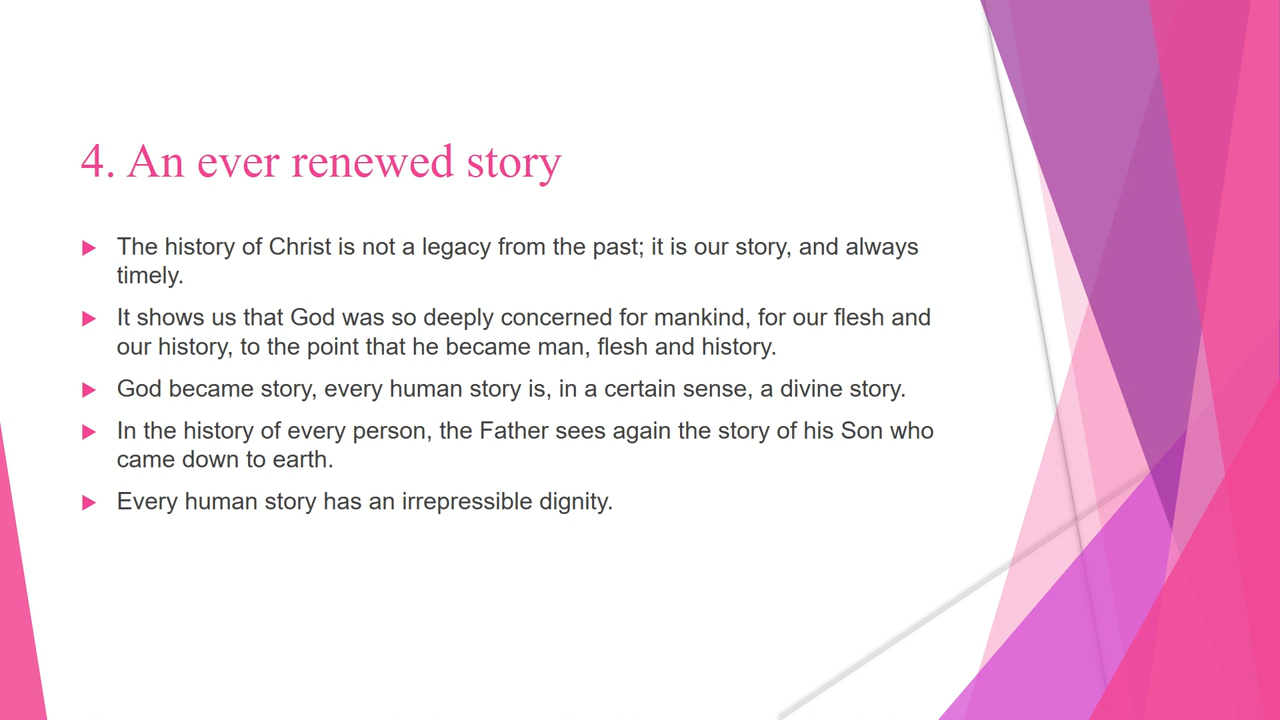 4. An ever renewed story
The history of Christ is not a legacy from the past; it is our story, and always
timely.
It shows us that God was so deeply concerned for mankind, for our flesh and
our history, to the point that he became man, flesh and history.
God became story, every human story is, in a certain sense, a divine story.
In the history of every person, the Father sees again the story of his Son who
came down to earth.
Every human story has an irrepressible dignity.